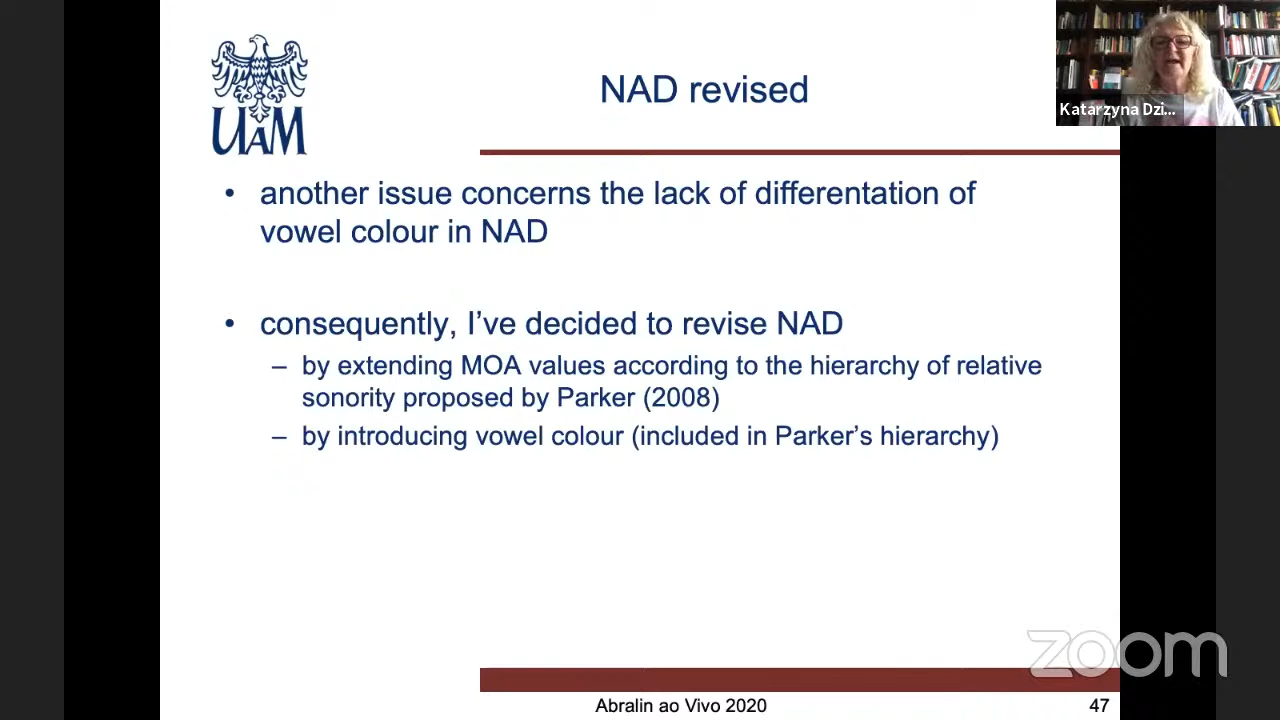 UAM
NAD revised
Katarzyna Dzi...
• another issue concerns the lack of differentation of
vowel colour in NAD
• consequently, I've decided to revise NAD
– by extending MOA values according to the hierarchy of relative
sonority proposed by Parker (2008)
– by introducing vowel colour (included in Parker's hierarchy)
zoom
Abralin ao Vivo 2020
47